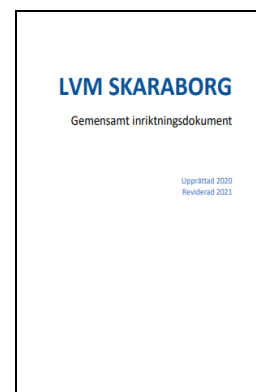 LVM SKARABORG
Gemensamt inriktningsdokument
Upprättad 2020
Reviderad 2021